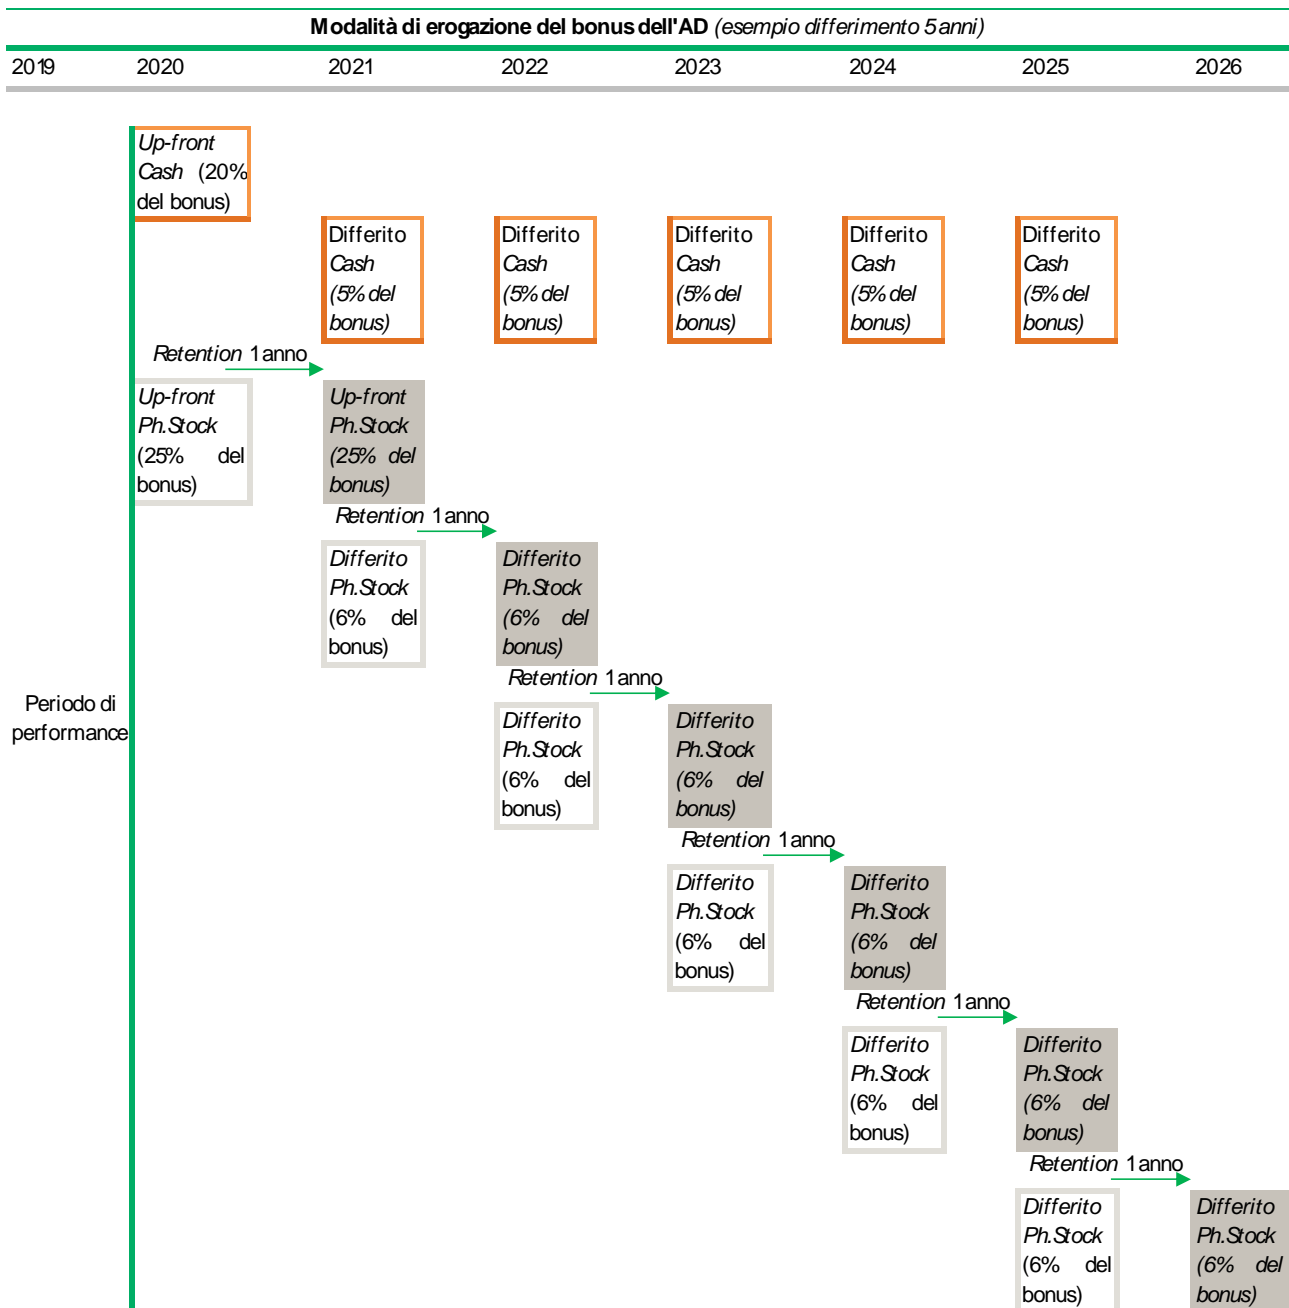 Modalità di erogazione del bonus dell'AD (esempio differimento 5 anni)
2019 2020 2021 2022 2023 2024 2025 2026
Up-front
Cash (20%
del bonus)
Differito
Cash
(5% del
bonus)
Differito
Cash
(5% del
bonus)
Differito
Cash
(5% del
bonus)
Differito
Cash
(5% del
bonus)
Differito
Cash
(5% del
bonus)
Retention 1 anno
Up-front
Ph.Stock
(25% del
bonus)
Up-front
Ph.Stock
(25% del
bonus)
Retention 1 anno
Differito
Ph.Stock
(6% del
bonus)
Differito
Ph.Stock
(6% del
bonus)
Retention 1 anno
Periodo di
performance
Differito
Ph.Stock
(6% del
bonus)
Differito
Ph.Stock
(6% del
bonus)
Retention 1 anno
Differito
Ph.Stock
(6% del
bonus)
Differito
Ph.Stock
(6% del
bonus)
Retention 1 anno
Differito
Ph.Stock
(6% del
bonus)
Differito
Ph.Stock
(6% del
bonus)
Retention 1 anno
Differito
Ph.Stock
(6% del
bonus)
Differito
Ph.Stock
(6% del
bonus)